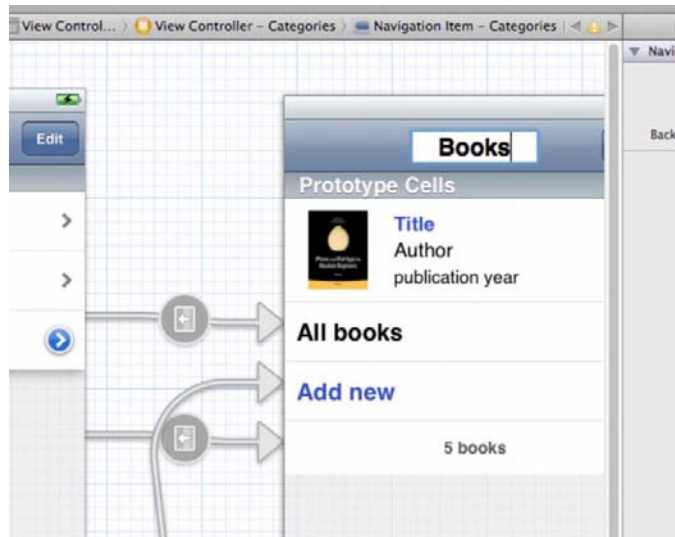 View Control... View Controller – Categories Navigation Item – Categories
Navi
Edit
Back
Books
Prototype Cells
Title
Author
publication year
All books
Add new
5 books